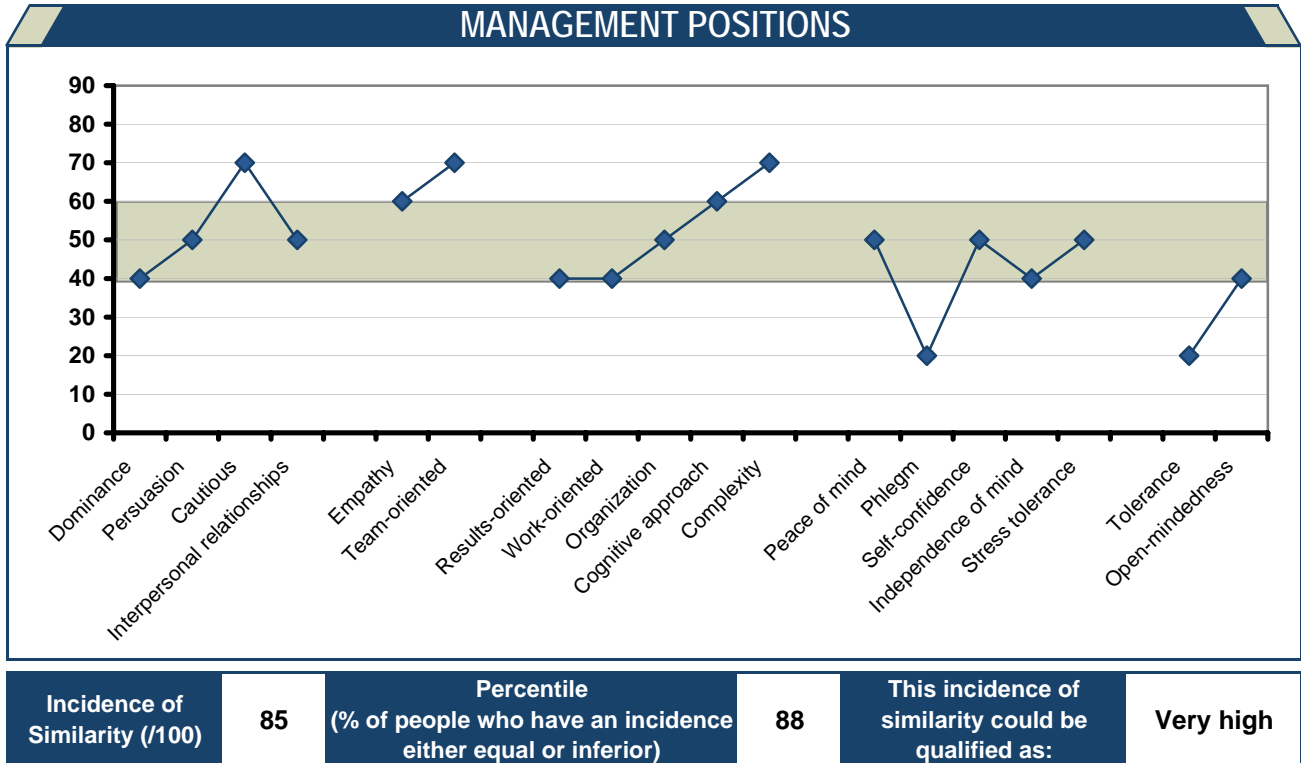 MANAGEMENT POSITIONS
90
80
70
60
50
40
30
20
10
0
Dominance
Persuasion
Cautious
Interpersonal relationships
Empathy
Team-oriented
Results-oriented
Work-oriented
Organization
Cognitive approach
Complexity
Peace of mind
Phlegm
Self-confidence
Independence of mind
Stress tolerance
Tolerance
Open-mindedness
Incidence of
Similarity (/100)
85
Percentile
(% of people who have an incidence
either equal or inferior)
88
This incidence of
similarity could be
qualified as:
Very high